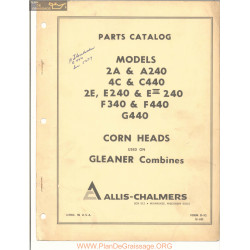 PARTS CATALOG
MODELS
2A & A240
4C & C440
2E, E240 & E III 240
F340 & F440
G440
CORN HEADS
USED ON
GLEANER Combines
ALLIS-CHALMERS
www.PlanDeGraissage.com